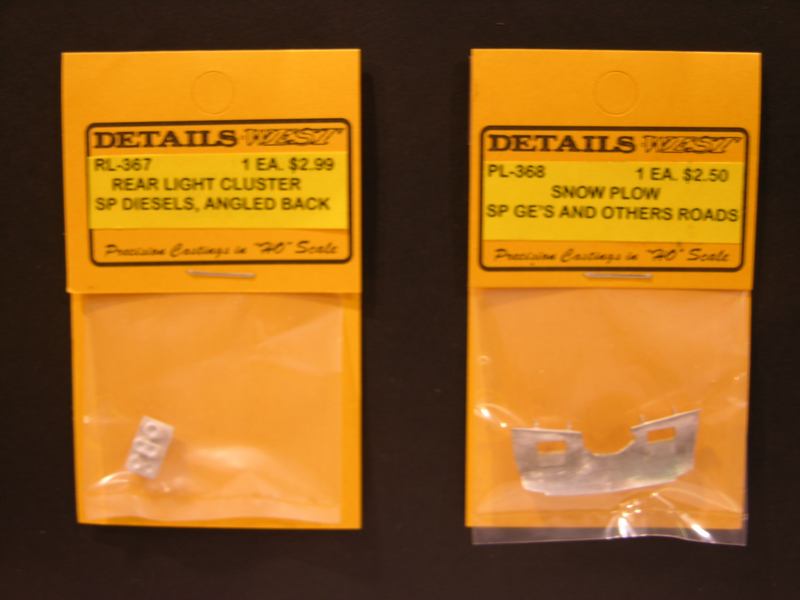 DETAILS WEST
RL-367 1 EA. $2.99
REAR LIGHT CLUSTER
SP DIESELS, ANGLED BACK
Precision Castings in "HO" Scale
DETAILS WEST
PL-368 1 EA. $2.50
SNOW PLOW
SP GE"S AND OTHERS ROADS
Precision Castings in "HO" Scale